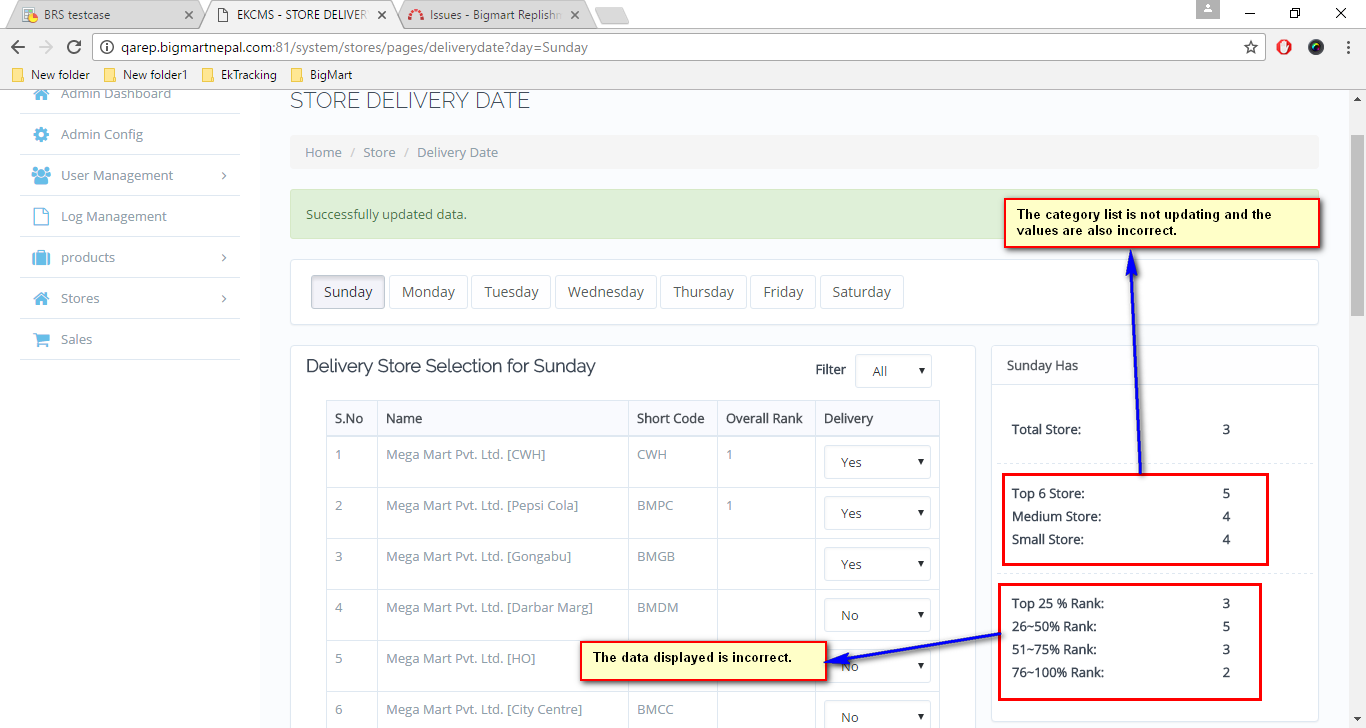 BRS testcase
EKCMS - STORE DELIVER
Issues - Bigmart Replishn
qarep.bigmartnepal.com:81/system/stores/pages/deliverydate?day=Sunday
New folder
New folder1
EkTracking
BigMart
Admin Dashboard
Admin Config
User Management
Log Management
products
Stores
Sales
STORE DELIVERY DATE
Home / Store / Delivery Date
Successfully updated data.
The category list is not updating and the
values are also incorrect.
Sunday Monday Tuesday Wednesday Thursday Friday Saturday
Delivery Store Selection for Sunday
Filter All
S.No Name Short Code Overall Rank Delivery
1 Mega Mart Pvt. Ltd. [CWH] CWH 1 Yes
2 Mega Mart Pvt. Ltd. [Pepsi Cola] BMPC 1 Yes
3 Mega Mart Pvt. Ltd. [Gongabu] BMGB Yes
4 Mega Mart Pvt. Ltd. [Darbar Marg] BMDM No
5 Mega Mart Pvt. Ltd. [HO] No
6 Mega Mart Pvt. Ltd. [City Centre] BMCC No
The data displayed is incorrect.
Sunday Has
Total Store: 3
Top 6 Store: 5
Medium Store: 4
Small Store: 4
Top 25 % Rank: 3
26~50% Rank: 5
51~75% Rank: 3
76~100% Rank: 2